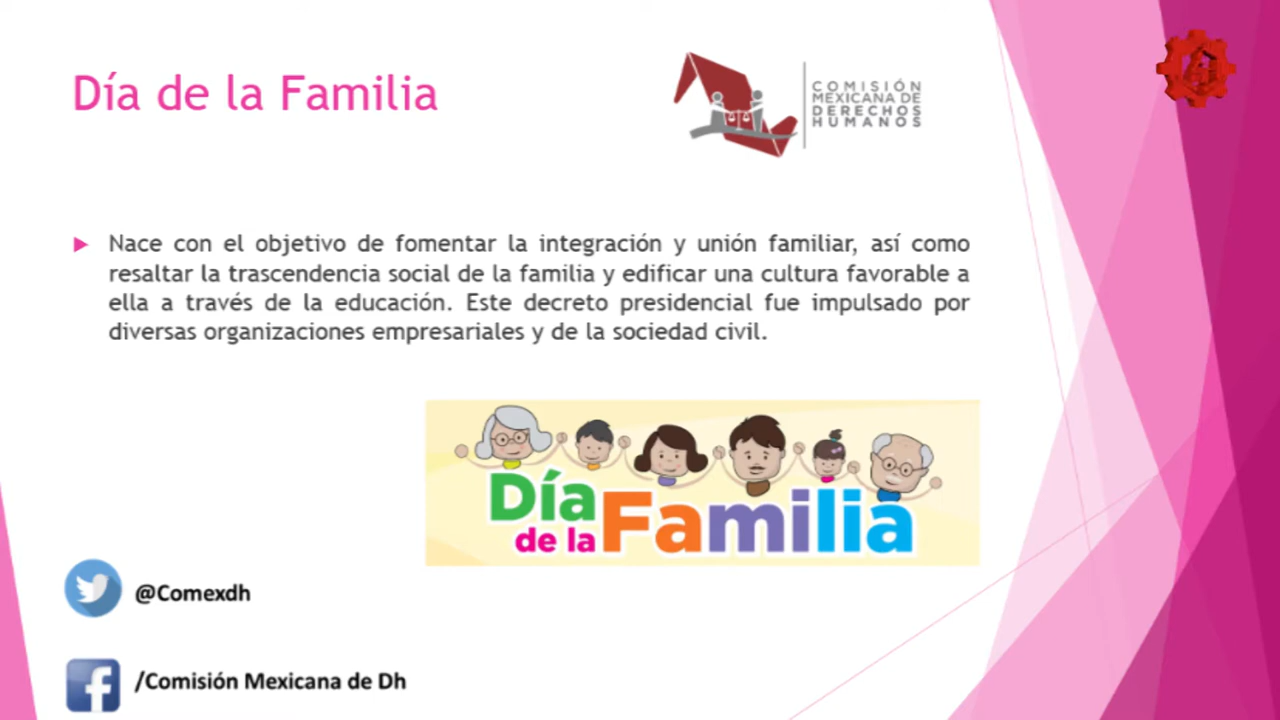 Día de la Familia
COMISIÓN
MEXICANA DE
DERECHOS
HUMANOS
Nace con el objetivo de fomentar la integración y unión familiar, así como
resaltar la trascendencia social de la familia y edificar una cultura favorable a
ella a través de la educación. Este decreto presidencial fue impulsado por
diversas organizaciones empresariales y de la sociedad civil.
Día
de la Familia
@Comexdh
/Comisión Mexicana de Dh